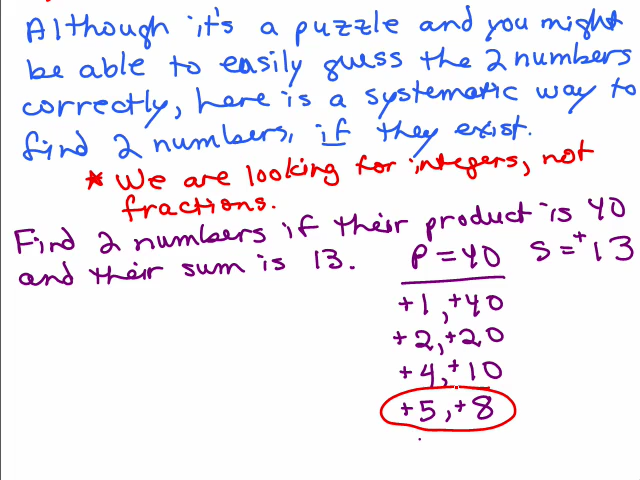 Although it's a puzzle and you might
be able to easily guess the 2 numbers
correctly, here is a systematic way to
find 2 numbers, if they exist.
* We are looking for integers, not
fractions.
Find 2 numbers if their product is 40
and their sum is 13.
P = 40 S = +13
+1, +40
+2, +20
+4, +10
+5, +8